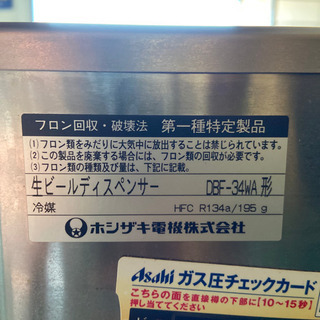 フロン回収・破壊法 第一種特定製品
(1)フロン類をみだりに大気中に放出することは禁じられています。
(2)この製品を廃棄する場合には、フロン類の回収が必要です。
(3)フロン類の種類及び量は、下記に記載。
生ビールディスペンサー DBF-34WA形
冷媒 HFC R134a/195g
ホシザキ電機株式会社
Asahi ガス圧チェックカード
こちらの面を直接樽の下部に[10〜15秒]
押し当ててください。